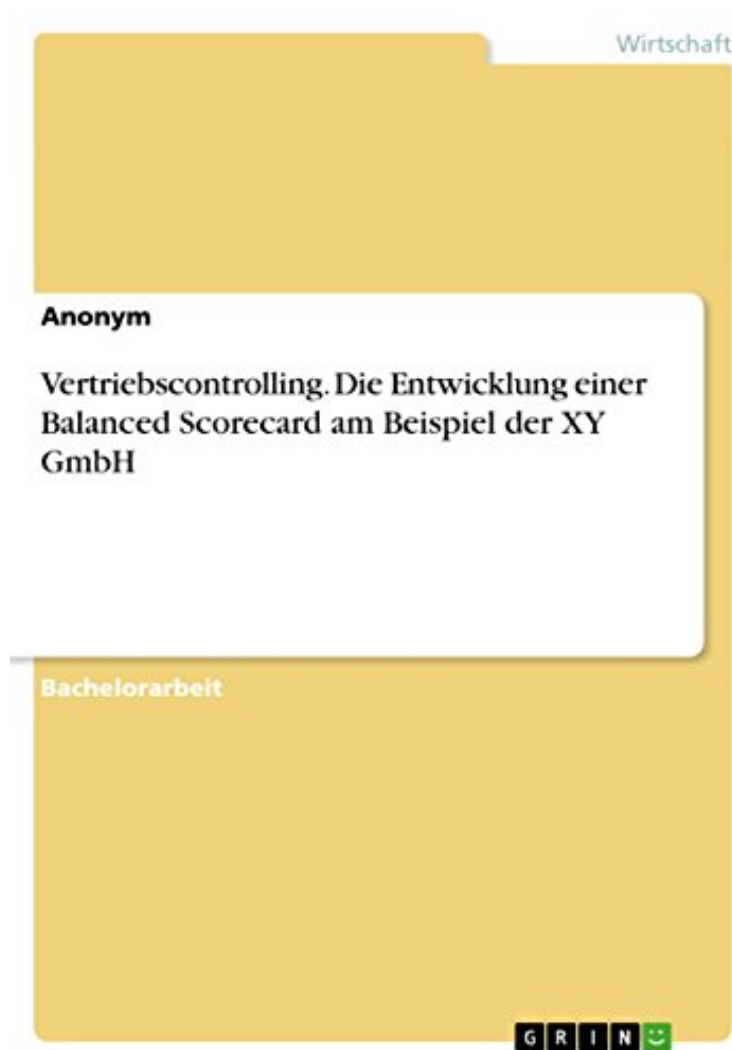 Wirtschaft
Anonym
Vertriebscontrolling. Die Entwicklung einer
Balanced Scorecard am Beispiel der XY
GmbH
Bachelorarbeit
GRIN